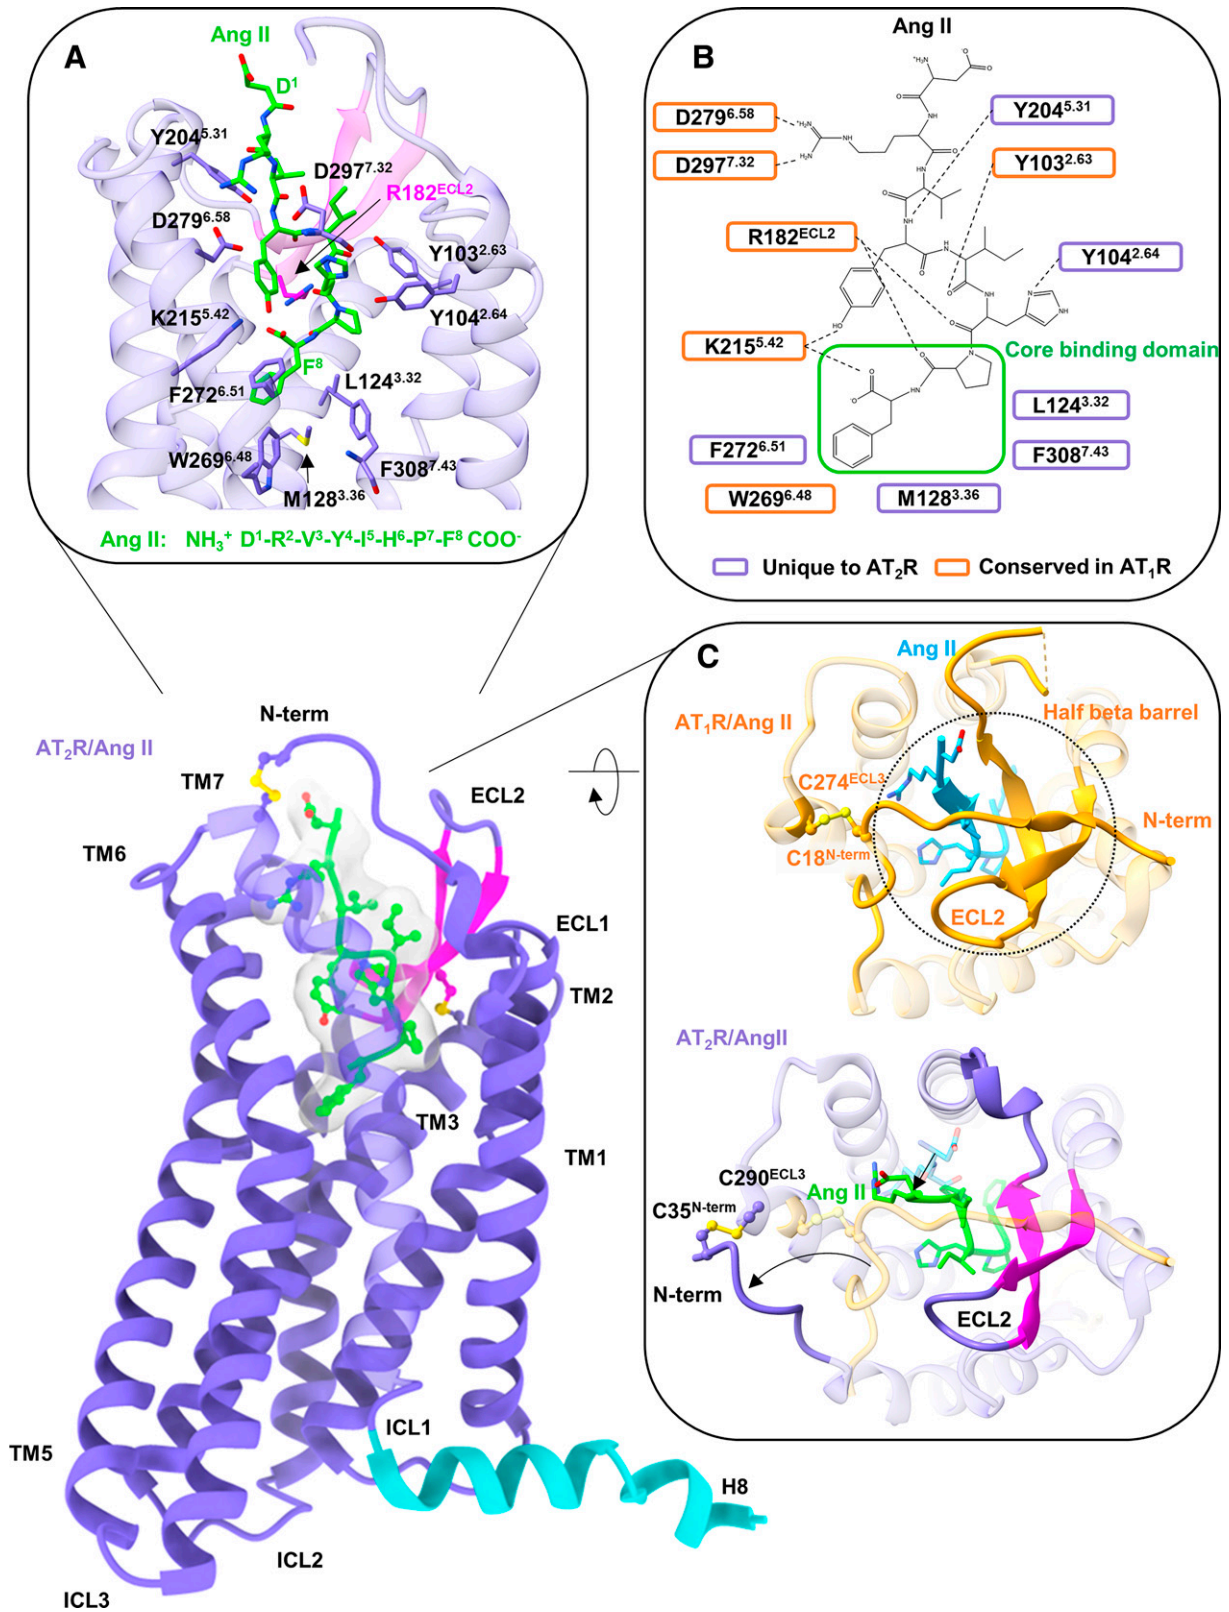 A
Ang II
D¹
Y204⁵·³¹
D297⁷·³²
R182ᴱᶜᴸ²
D279⁶·⁵⁸
Y103²·⁶³
K215⁵·⁴²
Y104²·⁶⁴
F⁸
L124³·³²
F272⁶·⁵¹
W269⁶·⁴⁸
F308⁷·⁴³
M128³·³⁶
Ang II: NH₃⁺ D¹-R²-V³-Y⁴-I⁵-H⁶-P⁷-F⁸ COO⁻
B
Ang II
D279⁶·⁵⁸
Y204⁵·³¹
D297⁷·³²
Y103²·⁶³
R182ᴱᶜᴸ²
Y104²·⁶⁴
K215⁵·⁴²
Core binding domain
L124³·³²
F272⁶·⁵¹
F308⁷·⁴³
W269⁶·⁴⁸
M128³·³⁶
Unique to AT₂R
Conserved in AT₁R
AT₂R/Ang II
N-term
TM7
ECL2
TM6
ECL1
TM2
TM3
TM1
ICL1
TM5
H8
ICL2
ICL3
C
Ang II
AT₁R/Ang II
Half beta barrel
C274ᴱᶜᴸ³
N-term
C18ᴺ⁻ᵗᵉʳᵐ
ECL2
AT₂R/AngII
C290ᴱᶜᴸ³
Ang II
C35ᴺ⁻ᵗᵉʳᵐ
N-term
ECL2